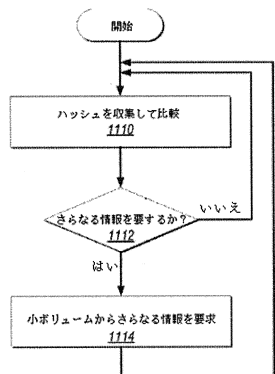 開始
ハッシュを収集して比較
1110
さらなる情報を要するか?
1112
いいえ
はい
小ボリュームからさらなる情報を要求
1114